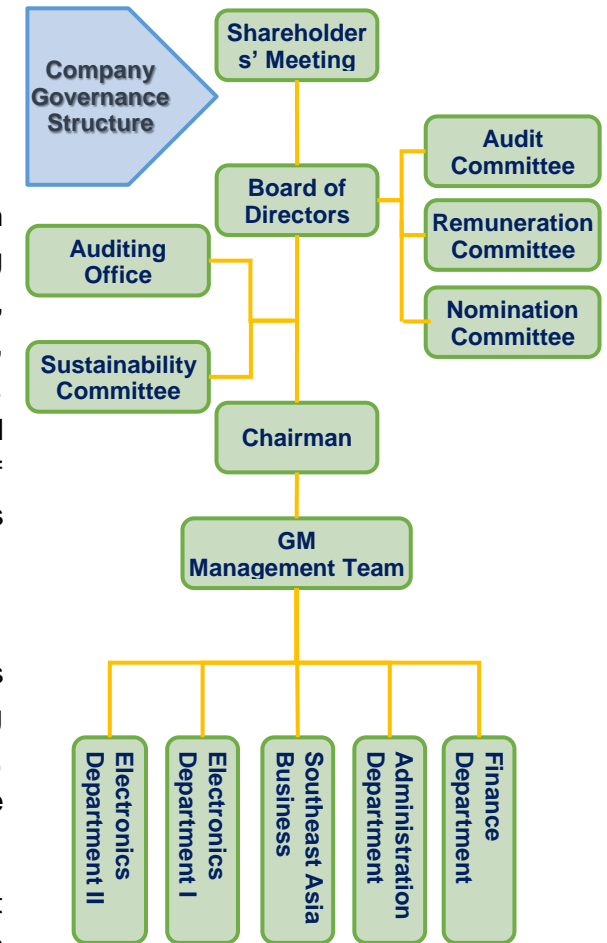 Company
Governance
Structure
Shareholder
s’ Meeting
Board of
Directors
Audit
Committee
Remuneration
Committee
Nomination
Committee
Auditing
Office
Sustainability
Committee
Chairman
GM
Management Team
Electronics
Department II
Electronics
Department I
Southeast Asia
Business
Administration
Department
Finance
Department